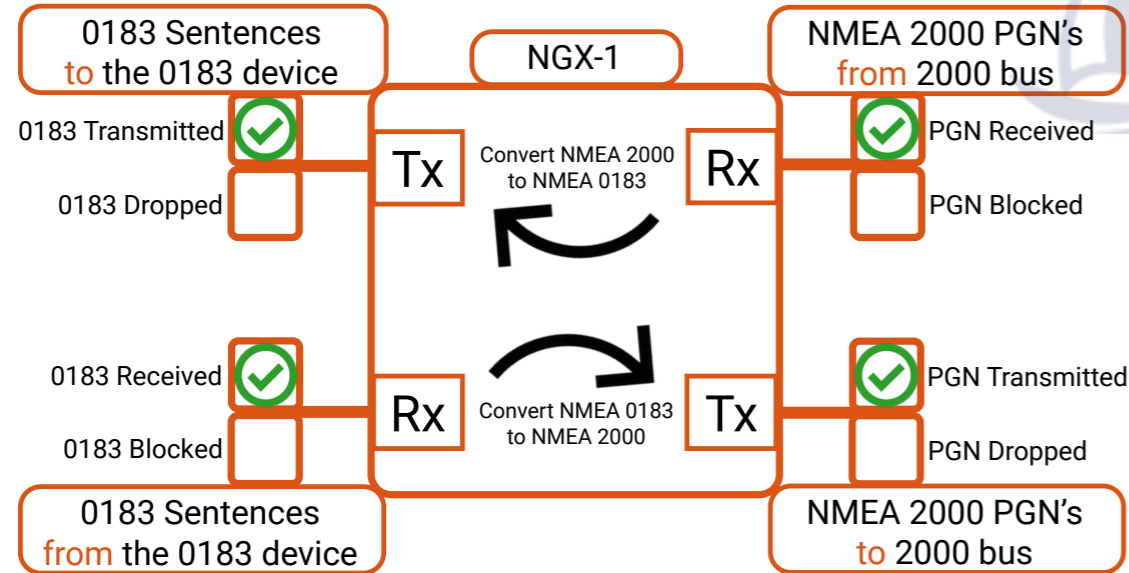 0183 Sentences
to the 0183 device
NGX-1
NMEA 2000 PGN's
from 2000 bus
0183 Transmitted
0183 Dropped
Tx
Convert NMEA 2000
to NMEA 0183
Rx
PGN Received
PGN Blocked
0183 Received
0183 Blocked
Rx
Convert NMEA 0183
to NMEA 2000
Tx
PGN Transmitted
PGN Dropped
0183 Sentences
from the 0183 device
NMEA 2000 PGN's
to 2000 bus